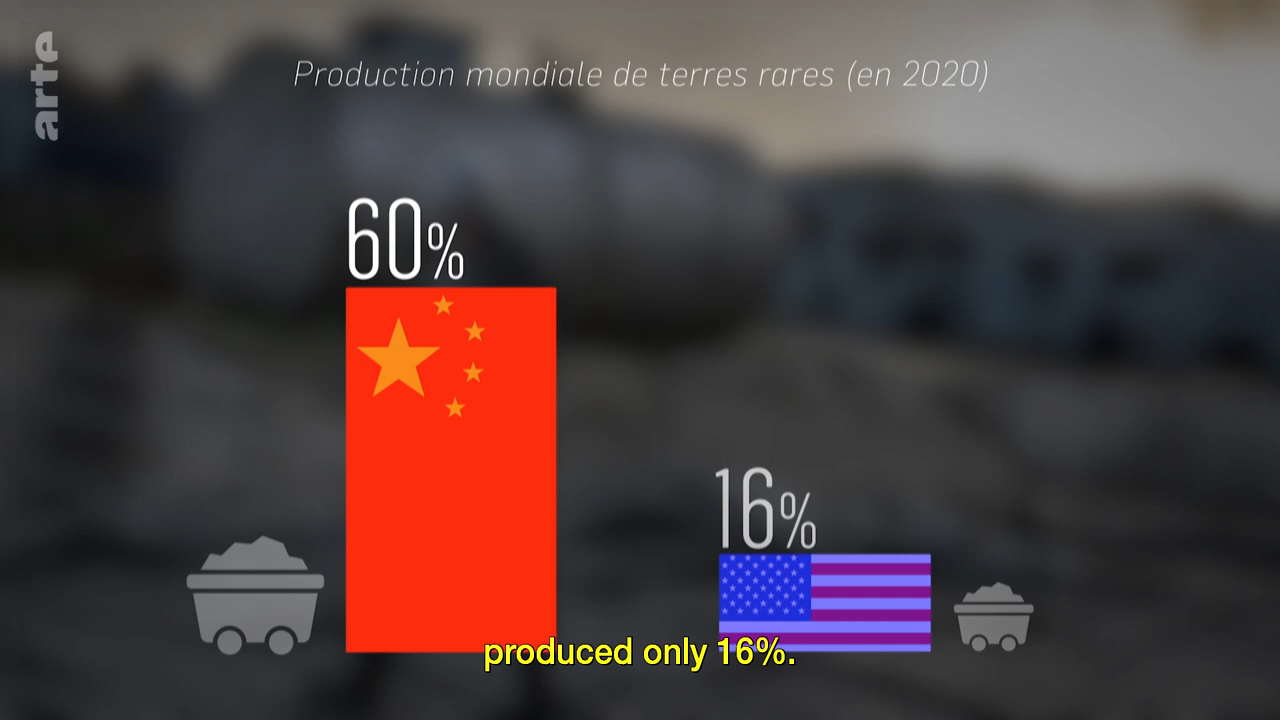 arte
Production mondiale de terres rares (en 2020)
60%
16%
produced only 16%.